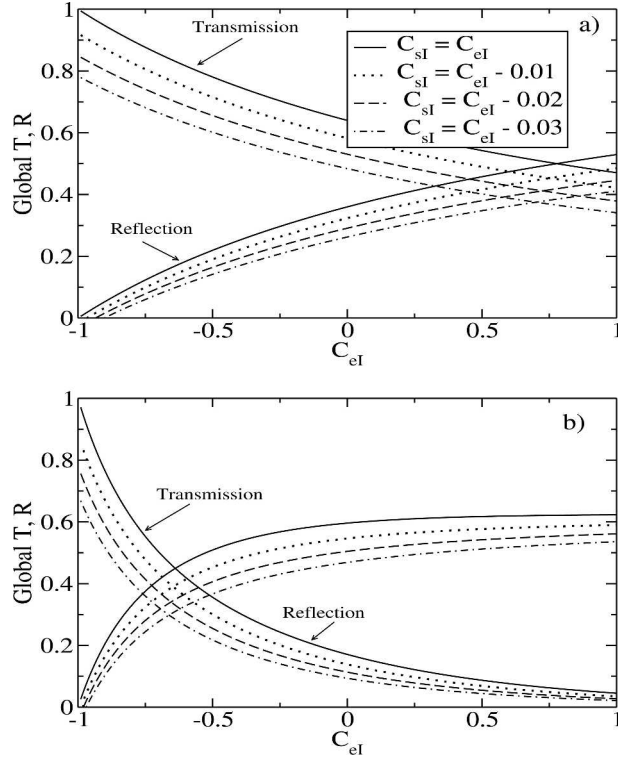 1
a)
Transmission
C_sI = C_eI
C_sI = C_eI - 0.01
C_sI = C_eI - 0.02
C_sI = C_eI - 0.03
0.8
0.6
Global T, R
0.4
Reflection
0.2
0
-1 -0.5 0 0.5 1
C_eI
1
b)
0.8
Transmission
0.6
Global T, R
0.4
Reflection
0.2
0
-1 -0.5 0 0.5 1
C_eI